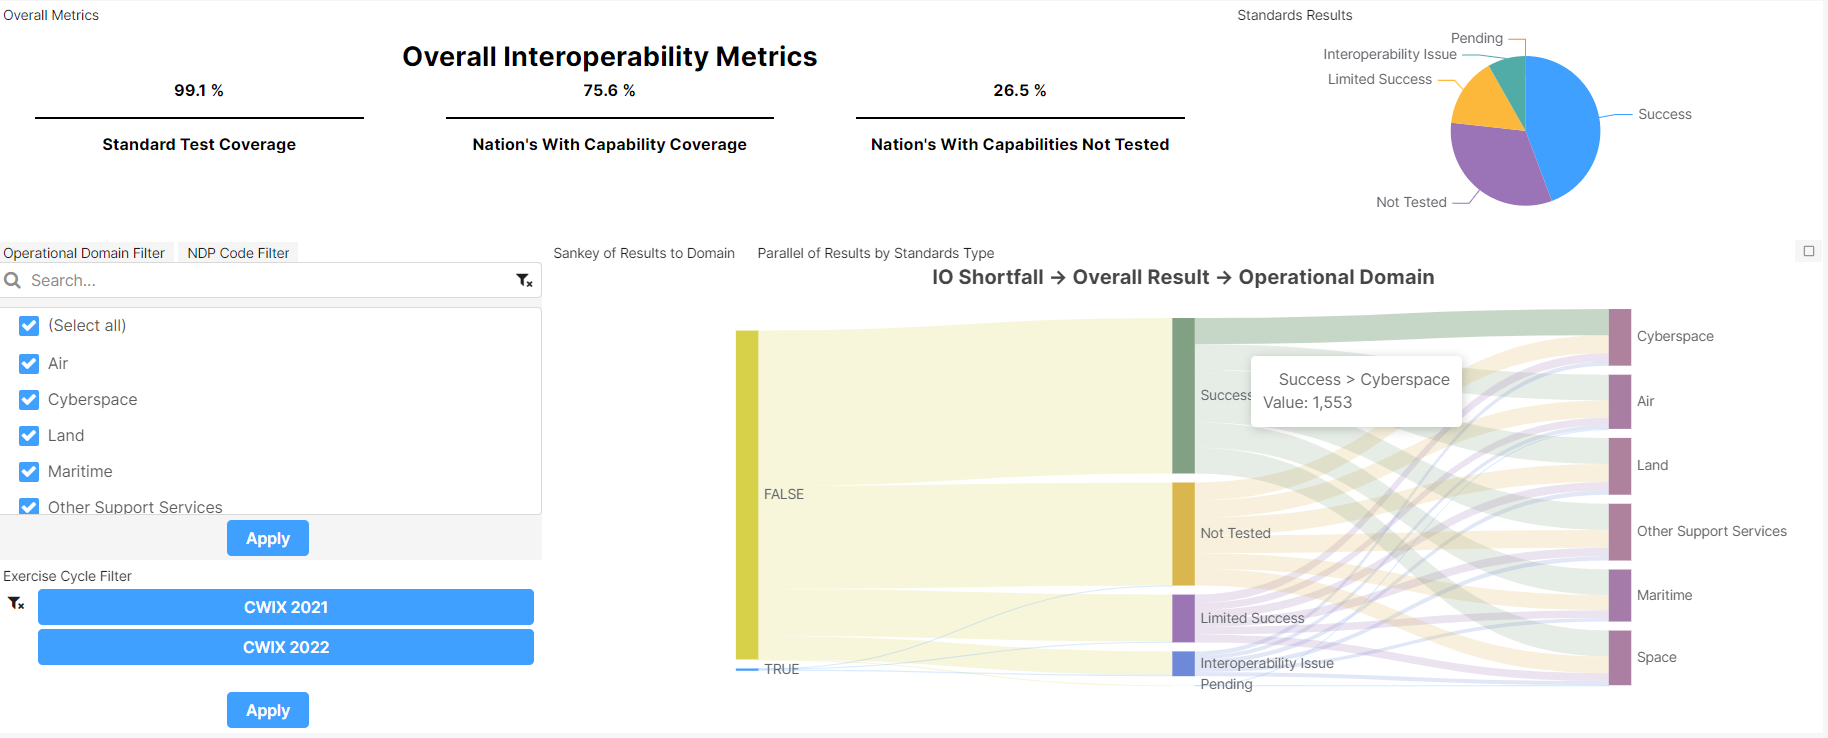 Overall Metrics
Overall Interoperability Metrics
99.1 %
Standard Test Coverage
75.6 %
Nation's With Capability Coverage
26.5 %
Nation's With Capabilities Not Tested
Standards Results
Pending
Interoperability Issue
Limited Success
Success
Not Tested
Operational Domain Filter
NDP Code Filter
Search...
(Select all)
Air
Cyberspace
Land
Maritime
Other Support Services
Apply
Exercise Cycle Filter
CWIX 2021
CWIX 2022
Apply
Sankey of Results to Domain
Parallel of Results by Standards Type
IO Shortfall → Overall Result → Operational Domain
FALSE
TRUE
Success
Not Tested
Limited Success
Interoperability Issue
Pending
Success > Cyberspace
Value: 1,553
Cyberspace
Air
Land
Other Support Services
Maritime
Space